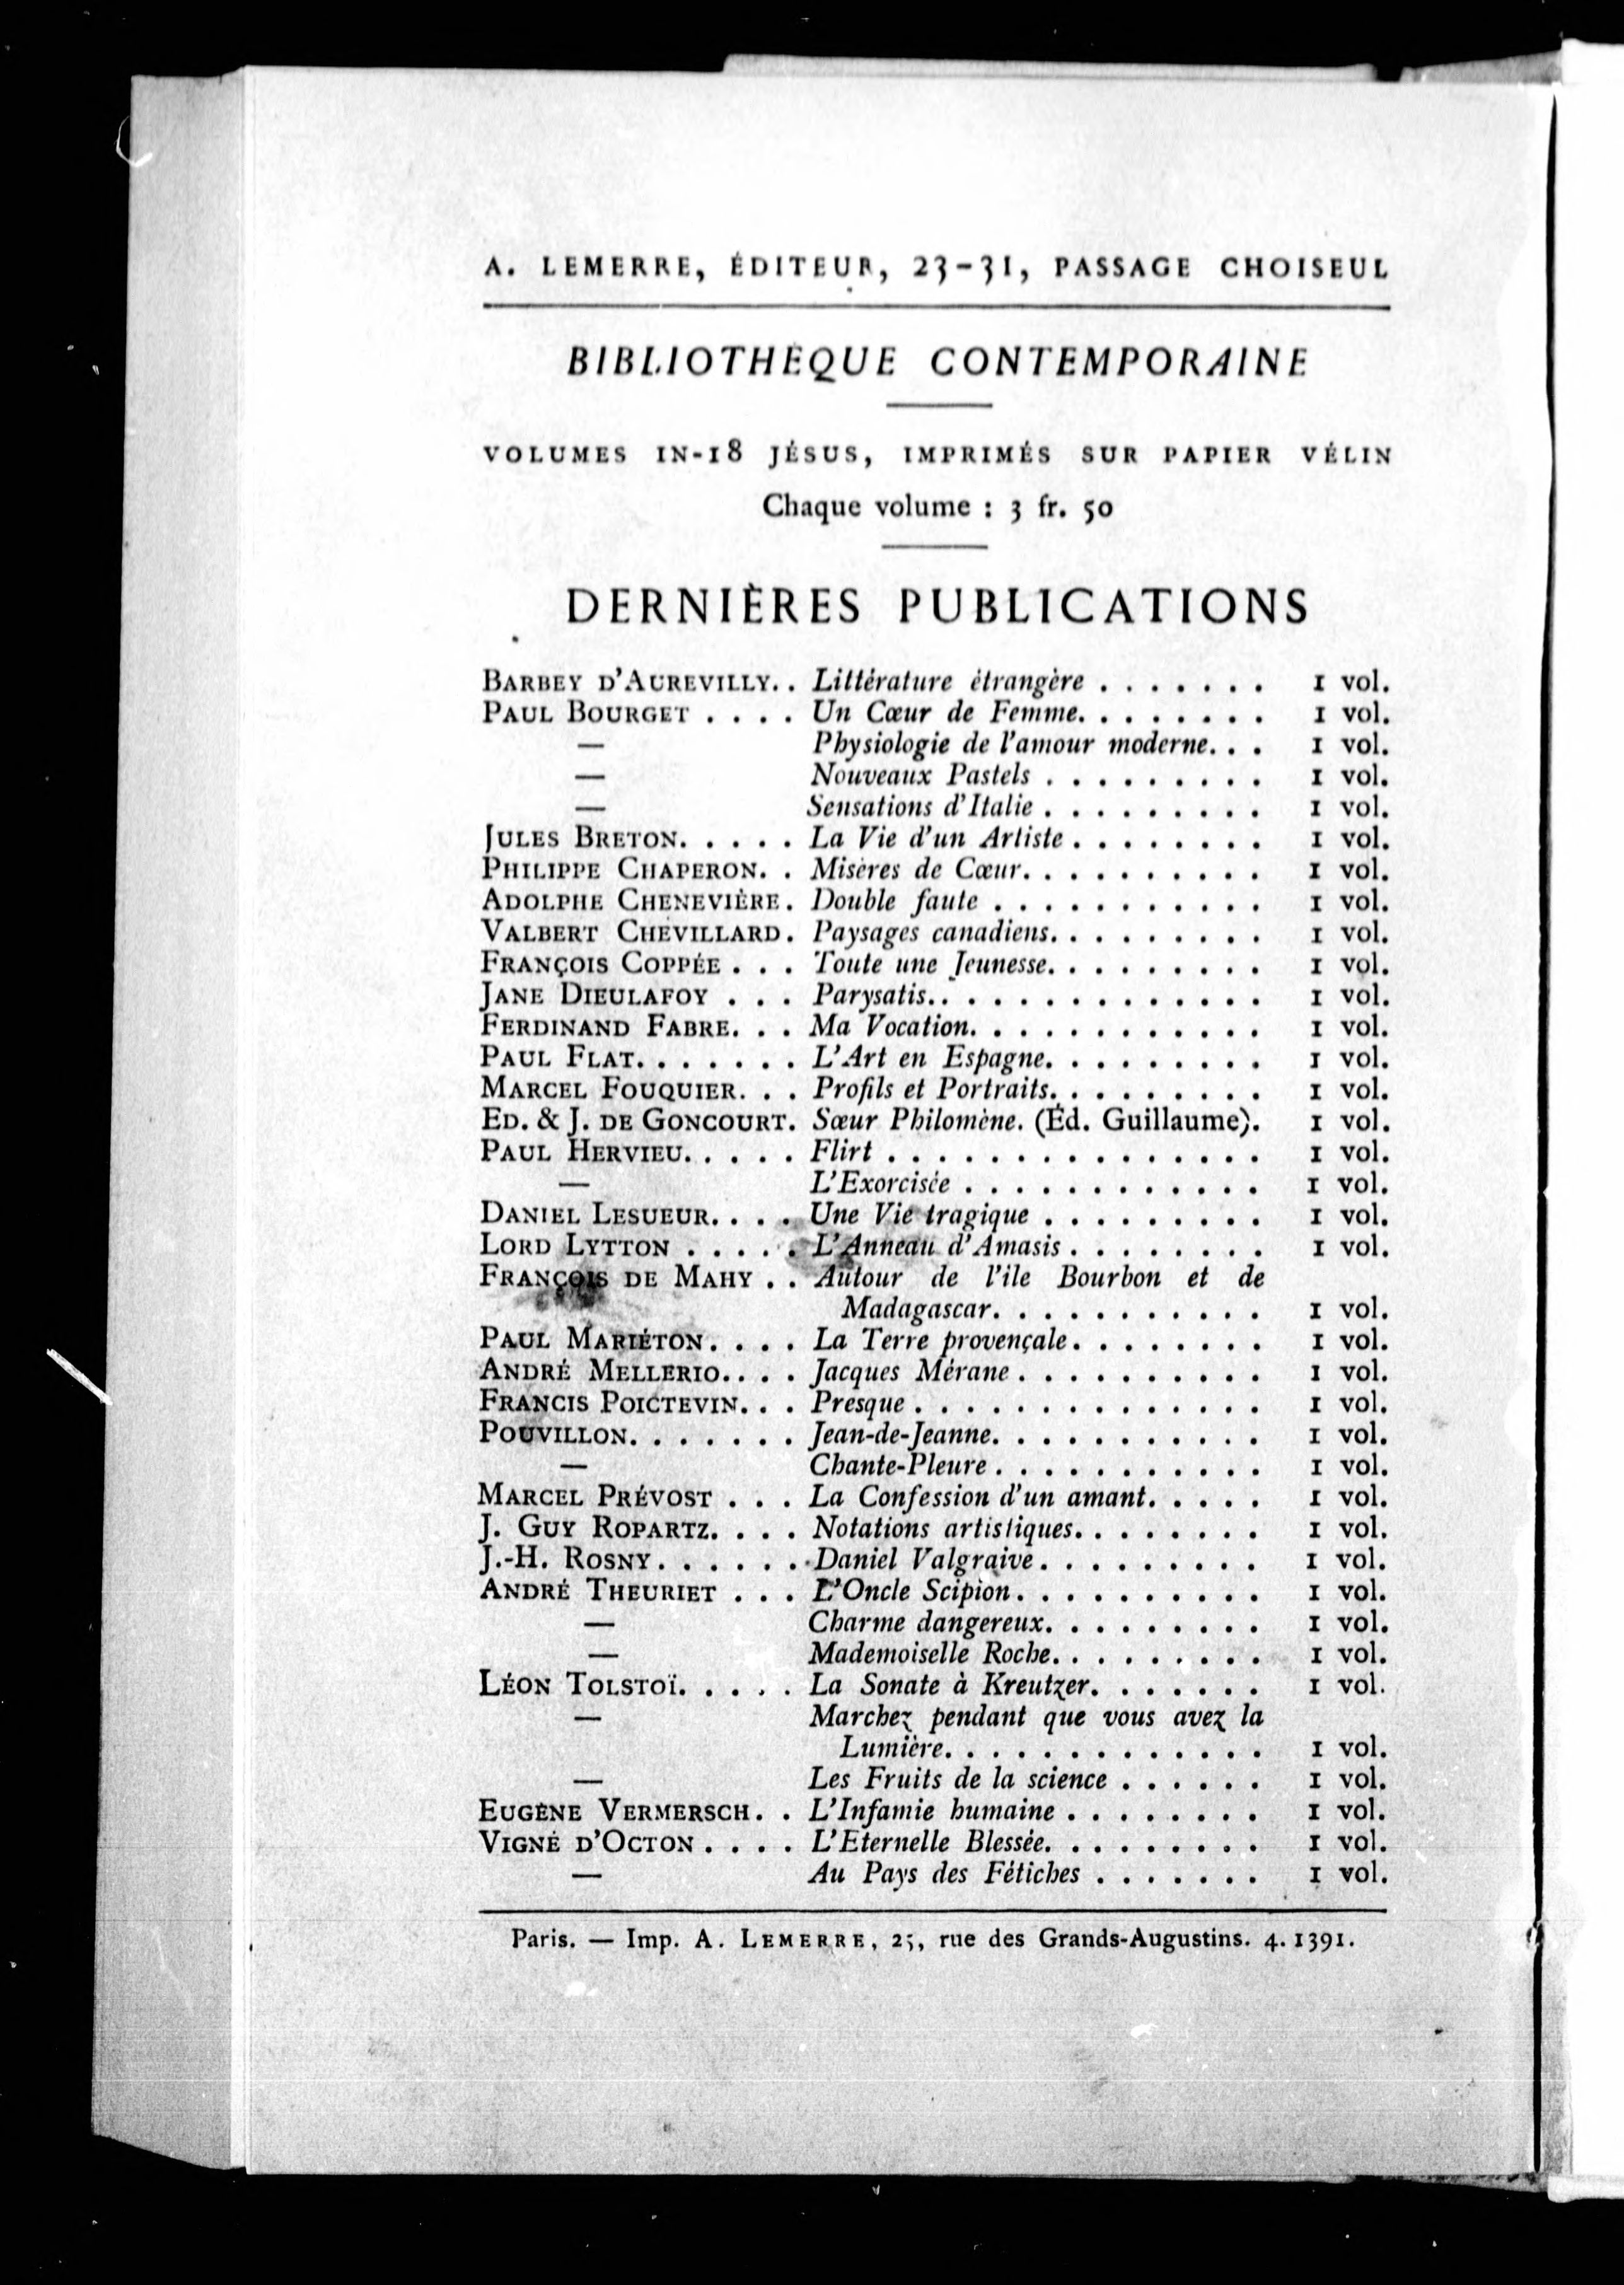 A. LEMERRE, ÉDITEUR, 23-31, PASSAGE CHOISEUL
BIBLIOTHÈQUE CONTEMPORAINE
VOLUMES IN-18 JÉSUS, IMPRIMÉS SUR PAPIER VÉLIN
Chaque volume : 3 fr. 50
DERNIÈRES PUBLICATIONS
BARBEY D'AUREVILLY. . Littérature étrangère . . . . . . . 1 vol.
PAUL BOURGET . . . . Un Cœur de Femme. . . . . . . . 1 vol.
— Physiologie de l'amour moderne. . . 1 vol.
— Nouveaux Pastels . . . . . . . . . 1 vol.
— Sensations d'Italie . . . . . . . . . 1 vol.
JULES BRETON. . . . . La Vie d'un Artiste . . . . . . . . 1 vol.
PHILIPPE CHAPERON. . Misères de Cœur. . . . . . . . . . 1 vol.
ADOLPHE CHENEVIÈRE. Double faute . . . . . . . . . . . 1 vol.
VALBERT CHEVILLARD. Paysages canadiens. . . . . . . . . 1 vol.
FRANÇOIS COPPÉE . . . Toute une Jeunesse. . . . . . . . . 1 vol.
JANE DIEULAFOY . . . Parysatis. . . . . . . . . . . . . . 1 vol.
FERDINAND FABRE. . . Ma Vocation. . . . . . . . . . . . 1 vol.
PAUL FLAT. . . . . . . L'Art en Espagne. . . . . . . . . 1 vol.
MARCEL FOUQUIER. . . Profils et Portraits. . . . . . . . . 1 vol.
ED. & J. DE GONCOURT. Sœur Philomène. (Éd. Guillaume). 1 vol.
PAUL HERVIEU. . . . . Flirt . . . . . . . . . . . . . . . 1 vol.
— L'Exorcisée . . . . . . . . . . . . 1 vol.
DANIEL LESUEUR. . . . Une Vie tragique . . . . . . . . . 1 vol.
LORD LYTTON . . . . . L'Anneau d'Amasis . . . . . . . . 1 vol.
FRANÇOIS DE MAHY . . Autour de l'ile Bourbon et de
Madagascar. . . . . . . . . . . 1 vol.
PAUL MARIÉTON. . . . La Terre provençale. . . . . . . . 1 vol.
ANDRÉ MELLERIO. . . . Jacques Mérane . . . . . . . . . . 1 vol.
FRANCIS POICTEVIN. . . Presque . . . . . . . . . . . . . . 1 vol.
POUVILLON. . . . . . . Jean-de-Jeanne. . . . . . . . . . . 1 vol.
— Chante-Pleure . . . . . . . . . . . 1 vol.
MARCEL PRÉVOST . . . La Confession d'un amant. . . . . 1 vol.
J. GUY ROPARTZ. . . . Notations artistiques. . . . . . . . 1 vol.
J.-H. ROSNY. . . . . . Daniel Valgraive . . . . . . . . . 1 vol.
ANDRÉ THEURIET . . . L'Oncle Scipion. . . . . . . . . . 1 vol.
— Charme dangereux. . . . . . . . . 1 vol.
— Mademoiselle Roche. . . . . . . . . 1 vol.
LÉON TOLSTOÏ. . . . . La Sonate à Kreutzer. . . . . . . 1 vol.
— Marchez pendant que vous avez la
Lumière. . . . . . . . . . . . . 1 vol.
— Les Fruits de la science . . . . . . 1 vol.
EUGÈNE VERMERSCH. . L'Infamie humaine . . . . . . . . 1 vol.
VIGNÉ D'OCTON . . . . L'Eternelle Blessée. . . . . . . . . 1 vol.
— Au Pays des Fétiches . . . . . . . 1 vol.
Paris. — Imp. A. LEMERRE, 25, rue des Grands-Augustins. 4. 1391.